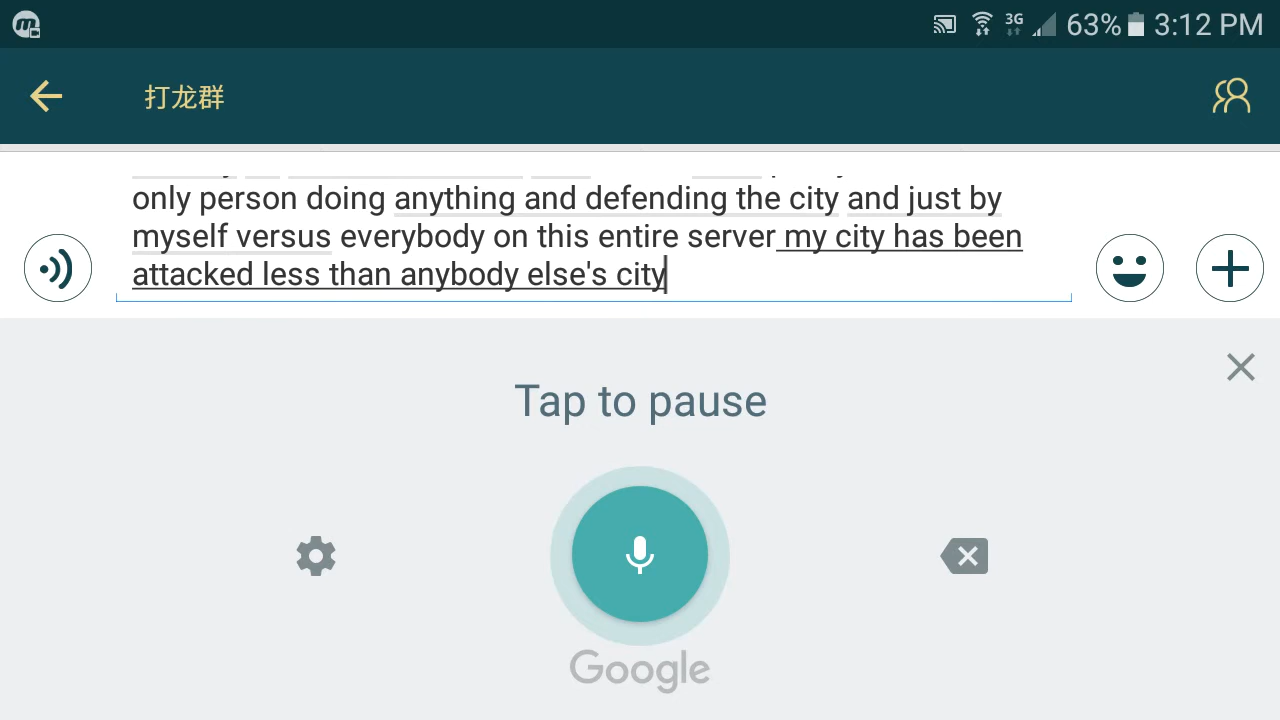 3G 63% 3:12 PM
打龙群
only person doing anything and defending the city and just by
myself versus everybody on this entire server my city has been
attacked less than anybody else's city
Tap to pause
Google